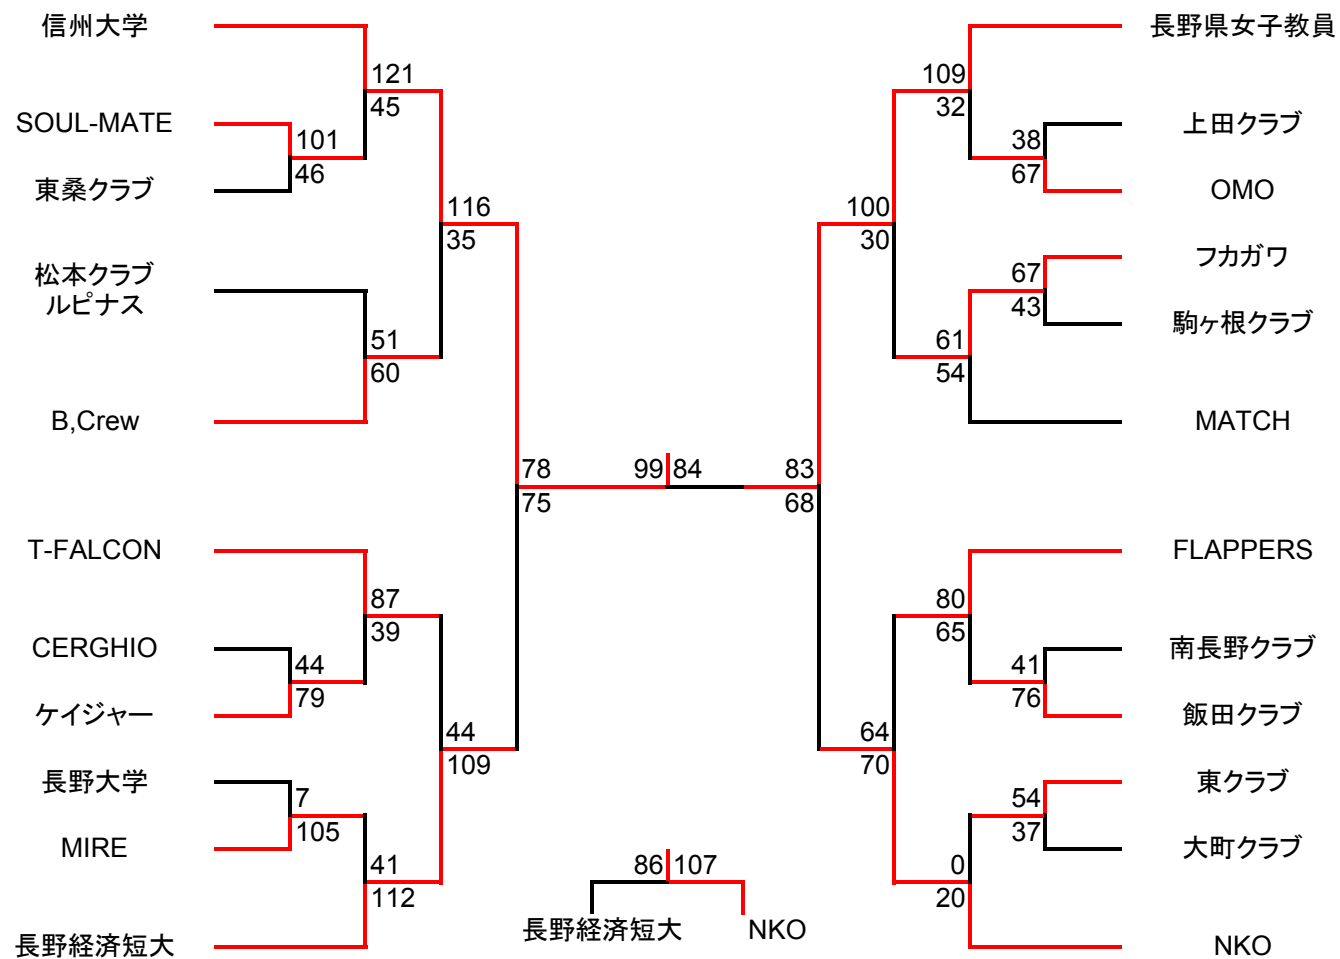 信州大学
121
45
SOUL-MATE
101
46
東桑クラブ
116
35
松本クラブ
ルピナス
51
60
B,Crew
78
75
T-FALCON
87
39
CERGHIO
44
79
ケイジャー
44
109
長野大学
7
105
MIRE
41
112
長野経済短大
99 84
86 107
長野経済短大
NKO
長野県女子教員
109
32
上田クラブ
38
67
OMO
100
30
フカガワ
67
43
駒ヶ根クラブ
61
54
MATCH
83
68
FLAPPERS
80
65
南長野クラブ
41
76
飯田クラブ
64
70
東クラブ
54
37
大町クラブ
0
20
NKO